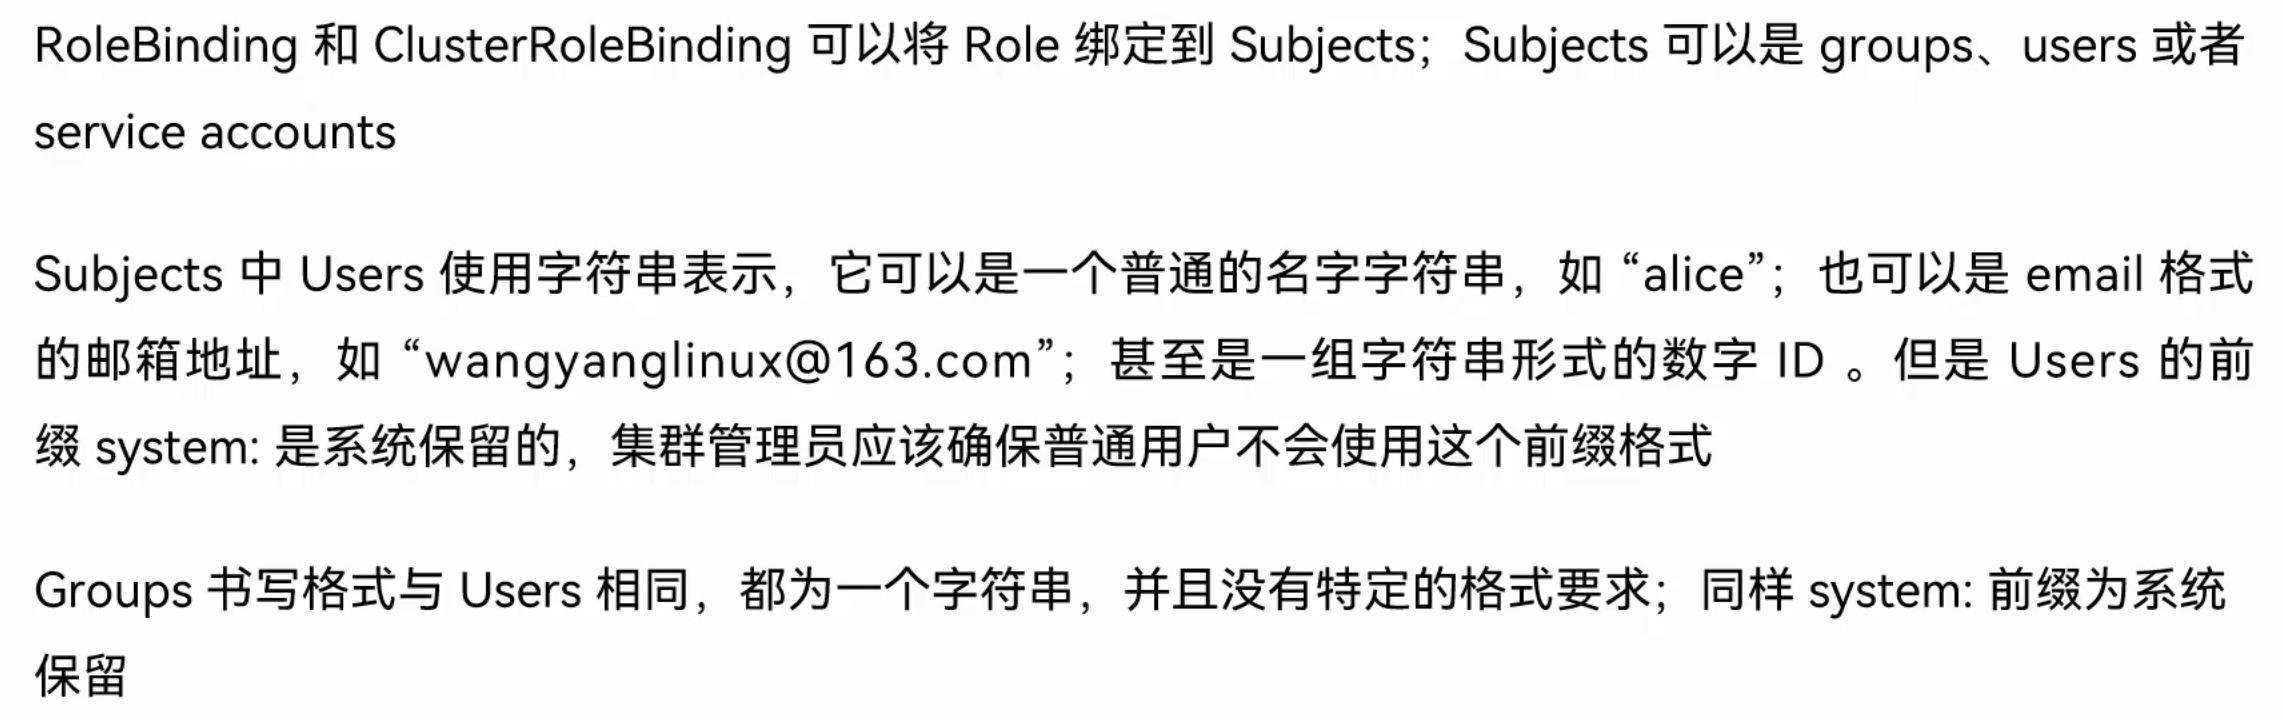 RoleBinding 和 ClusterRoleBinding 可以将 Role 绑定到 Subjects；Subjects 可以是 groups、users 或者
service accounts
Subjects 中 Users 使用字符串表示，它可以是一个普通的名字字符串，如 “alice”；也可以是 email 格式
的邮箱地址，如 “wangyanglinux@163.com”；甚至是一组字符串形式的数字 ID 。但是 Users 的前
缀 system: 是系统保留的，集群管理员应该确保普通用户不会使用这个前缀格式
Groups 书写格式与 Users 相同，都为一个字符串，并且没有特定的格式要求；同样 system: 前缀为系统
保留